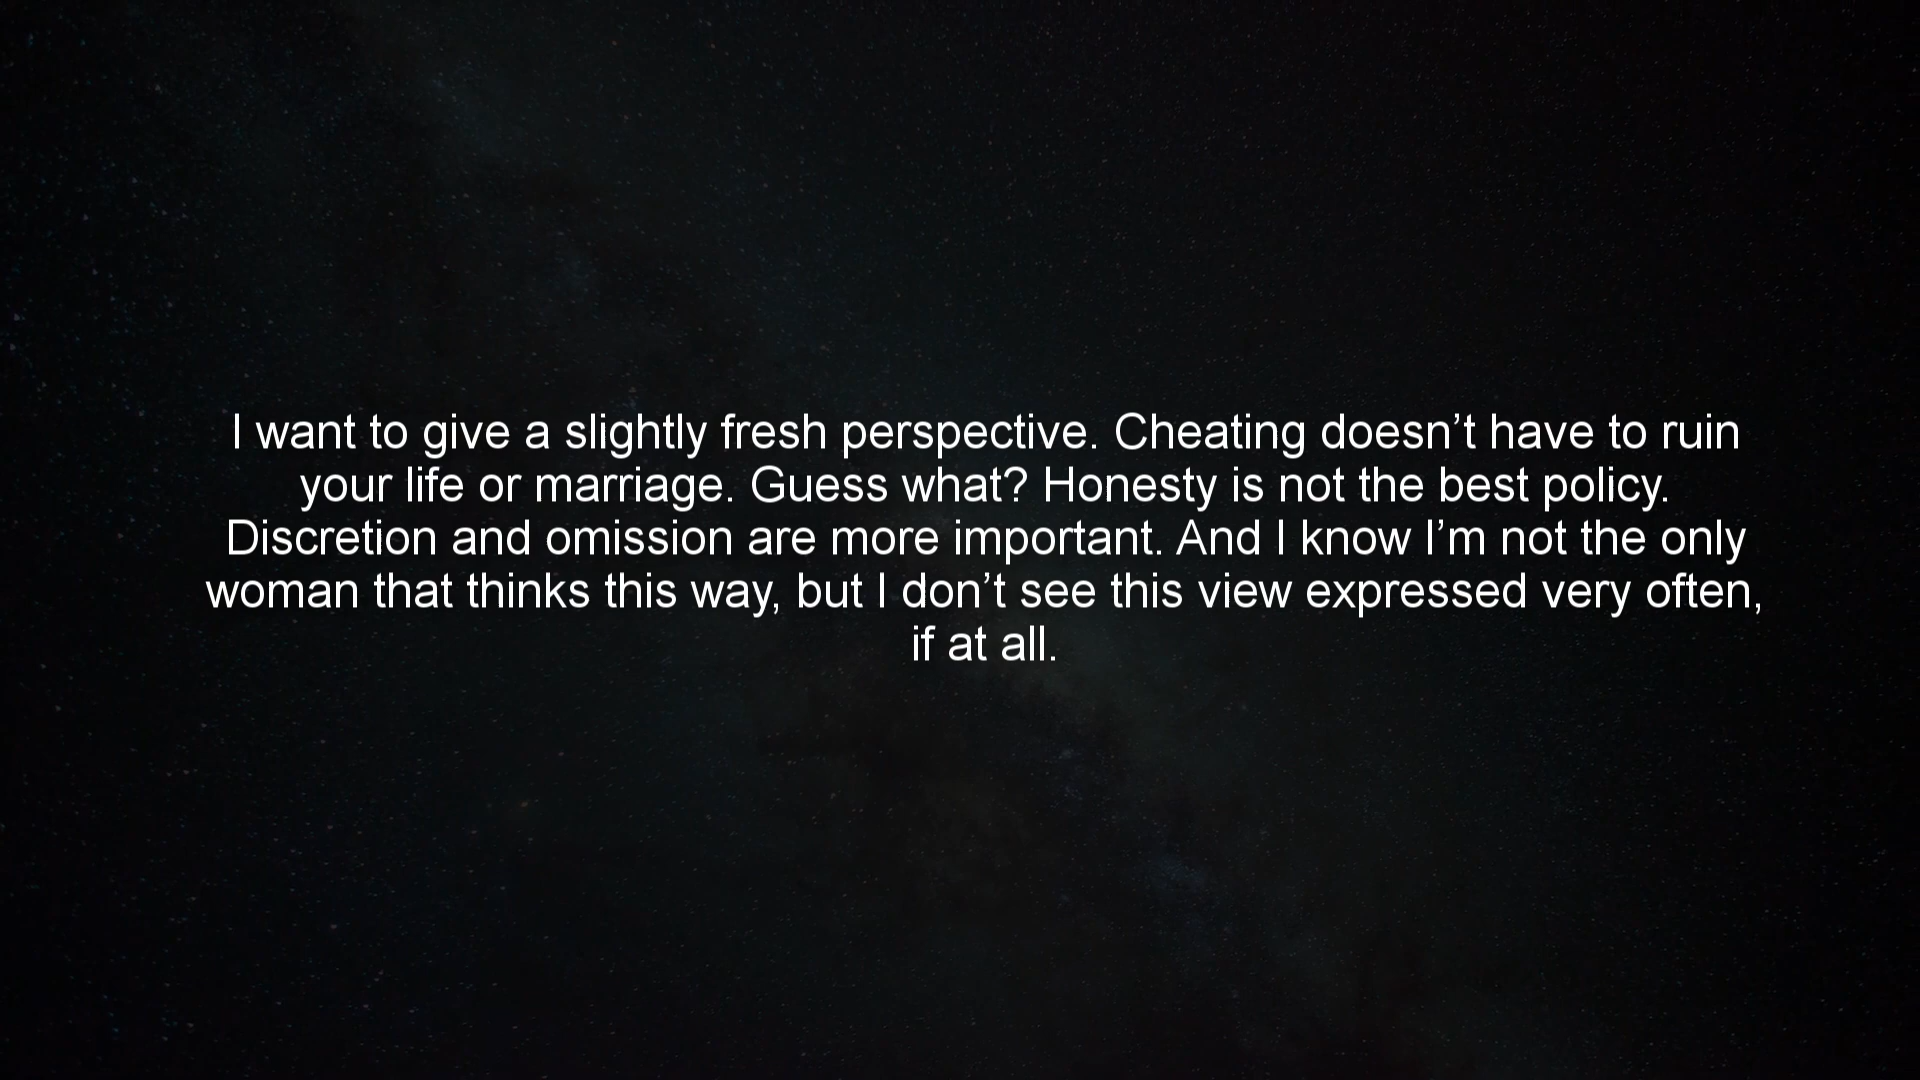 I want to give a slightly fresh perspective. Cheating doesn’t have to ruin
your life or marriage. Guess what? Honesty is not the best policy.
Discretion and omission are more important. And I know I’m not the only
woman that thinks this way, but I don’t see this view expressed very often,
if at all.